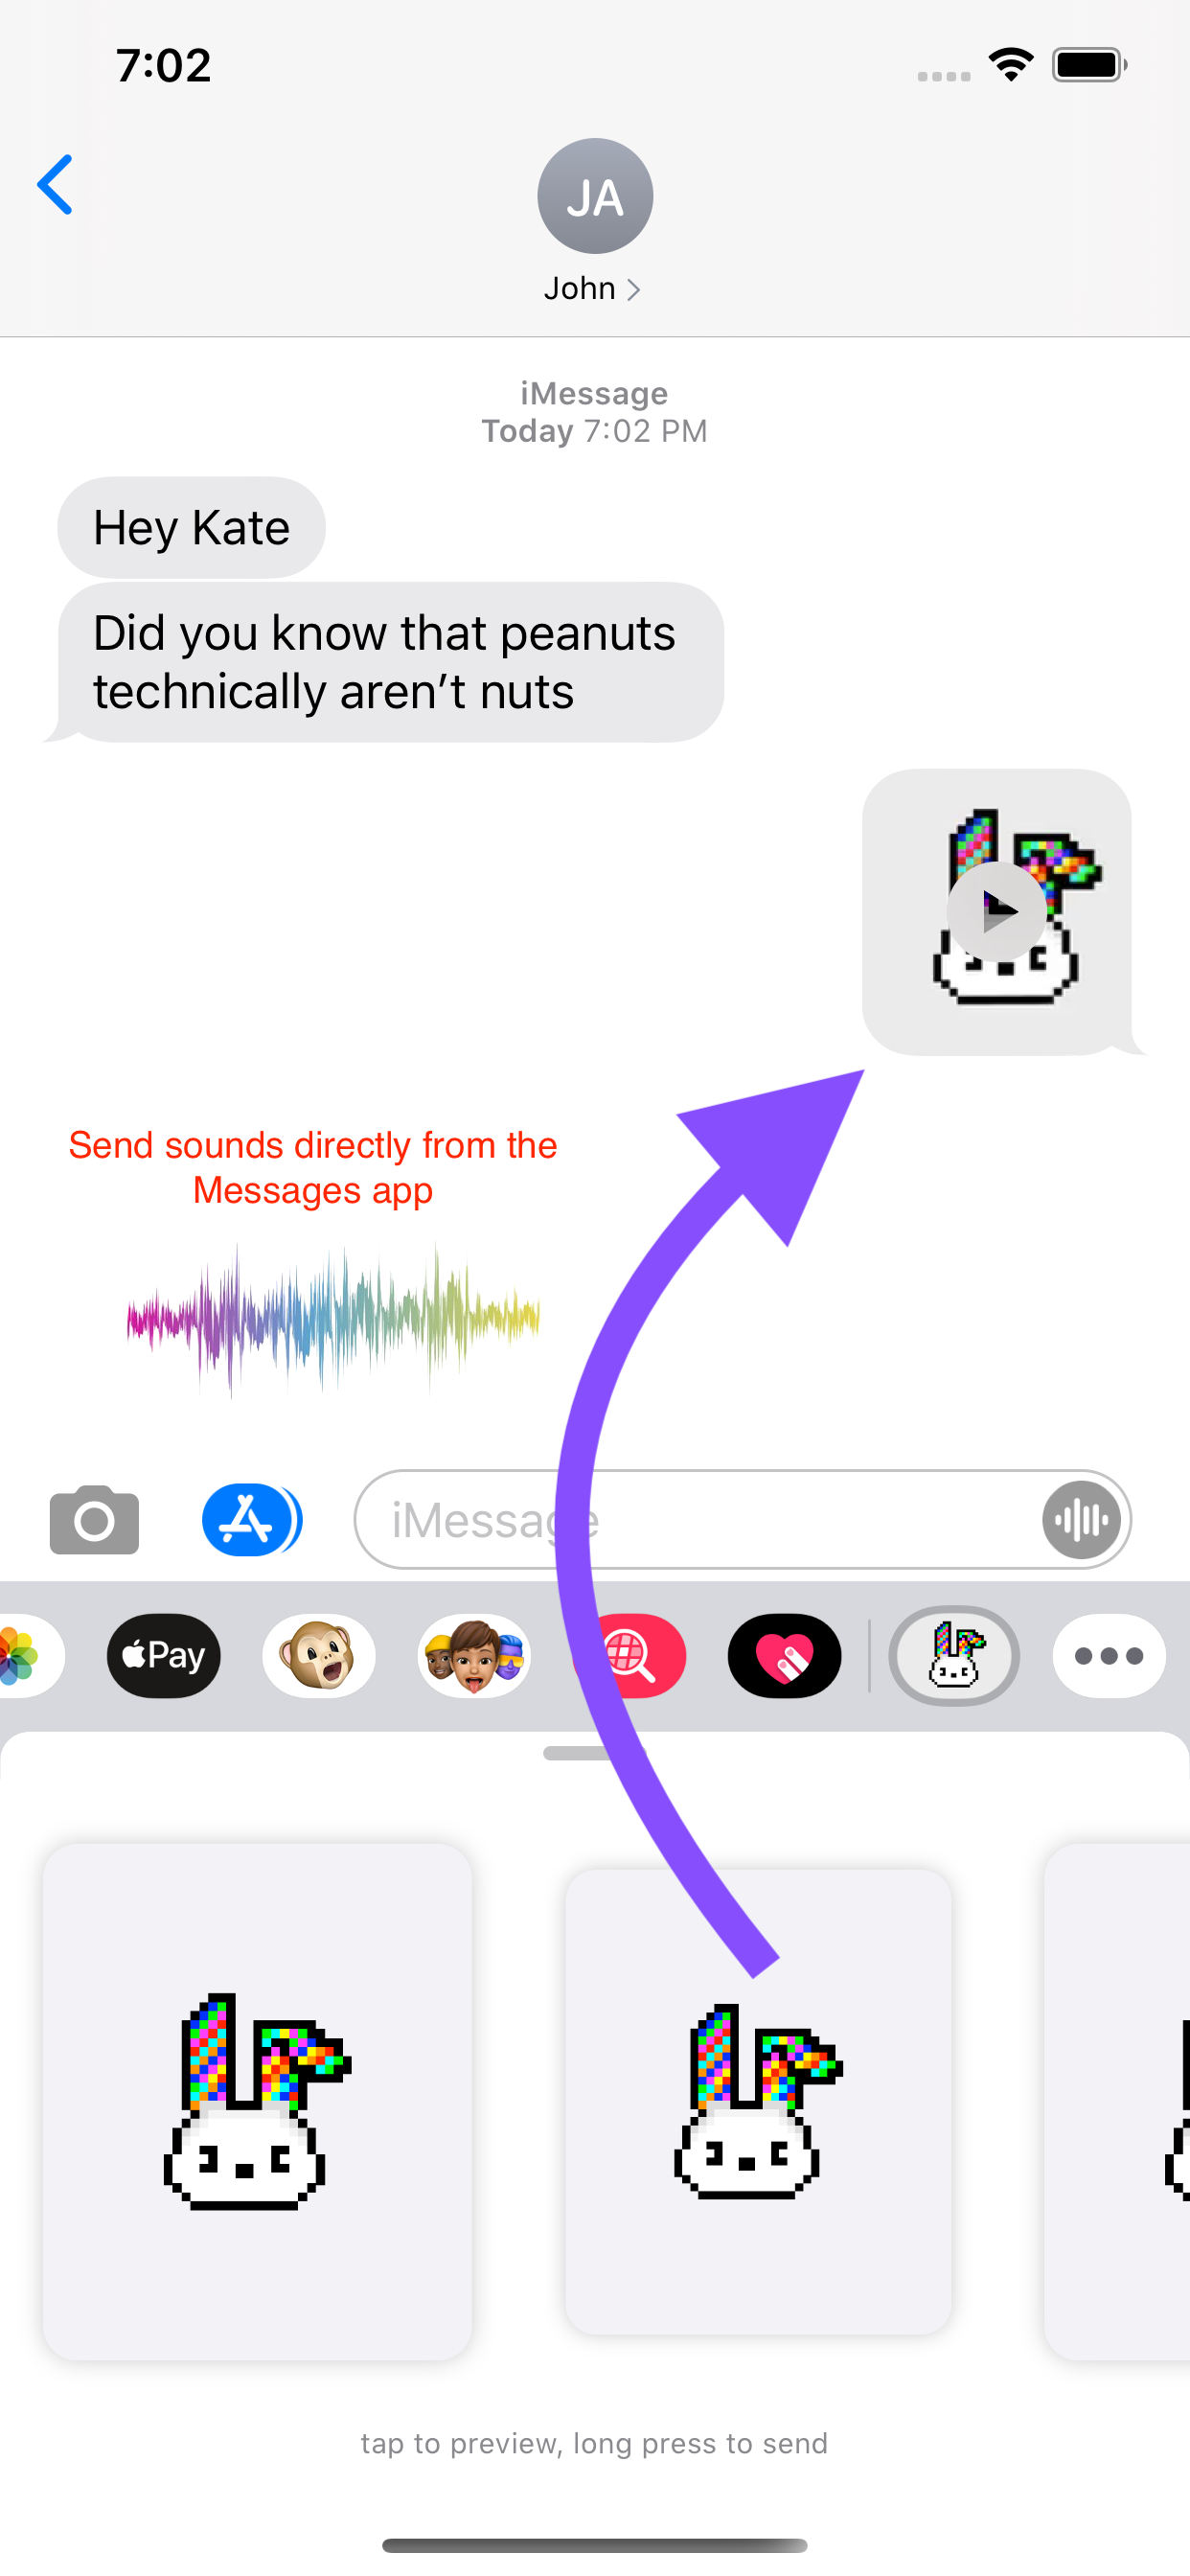 7:02
JA
John
iMessage
Today 7:02 PM
Hey Kate
Did you know that peanuts
technically aren’t nuts
Send sounds directly from the
Messages app
iMessage
Pay
tap to preview, long press to send